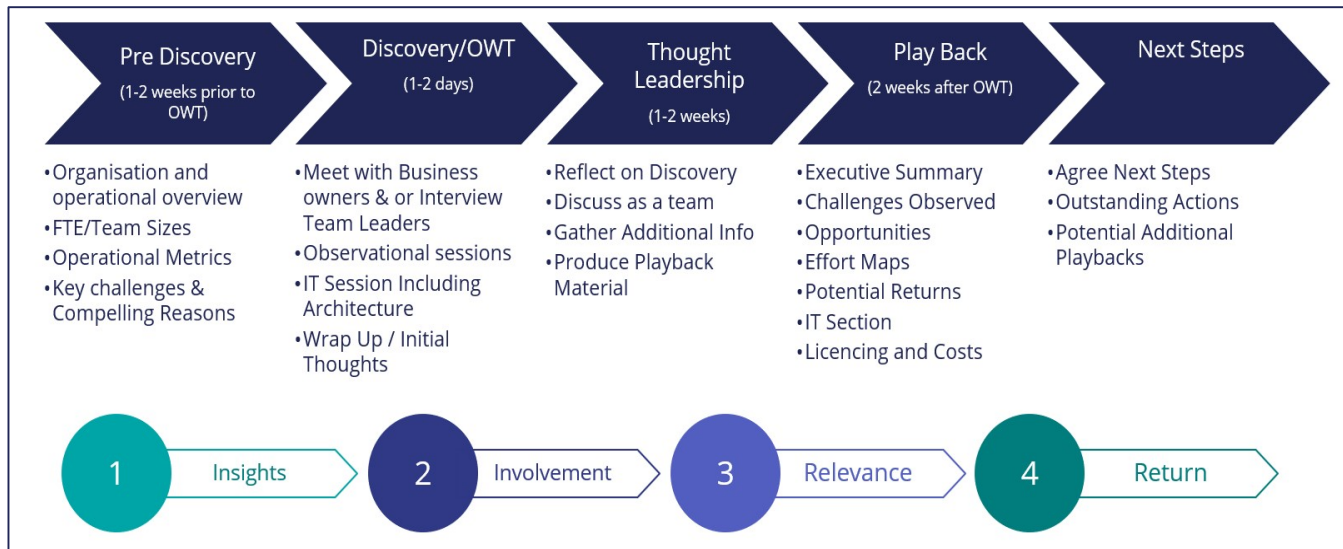 Pre Discovery
(1-2 weeks prior to
OWT)
Discovery/OWT
(1-2 days)
Thought
Leadership
(1-2 weeks)
Play Back
(2 weeks after OWT)
Next Steps
•Organisation and
operational overview
•FTE/Team Sizes
•Operational Metrics
•Key challenges &
Compelling Reasons
•Meet with Business
owners & or Interview
Team Leaders
•Observational sessions
•IT Session Including
Architecture
•Wrap Up / Initial
Thoughts
•Reflect on Discovery
•Discuss as a team
•Gather Additional Info
•Produce Playback
Material
•Executive Summary
•Challenges Observed
•Opportunities
•Effort Maps
•Potential Returns
•IT Section
•Licencing and Costs
•Agree Next Steps
•Outstanding Actions
•Potential Additional
Playbacks
1
Insights
2
Involvement
3
Relevance
4
Return